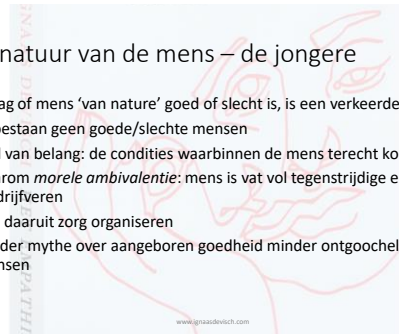 natuur van de mens – de jongere
ag of mens 'van nature' goed of slecht is, is een verkeerde
bestaan geen goede/slechte mensen
van belang: de condities waarbinnen de mens terecht ko
arom morele ambivalentie: mens is vat vol tegenstrijdige e
drijfveren
daaruit zorg organiseren
der mythe over aangeboren goedheid minder ontgoochel
nsen
www.ignaasdevisch.com